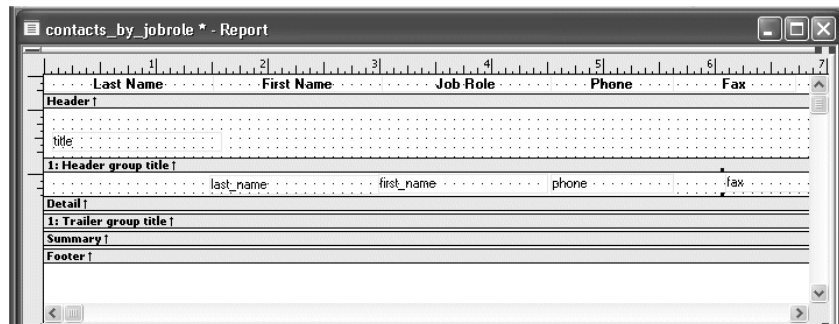 contacts_by_jobrole * - Report
1 2 3 4 5 6 7
Last Name First Name Job Role Phone Fax
Header ↑
title
1: Header group title ↑
last_name first_name phone fax
Detail ↑
1: Trailer group title ↑
Summary ↑
Footer ↑